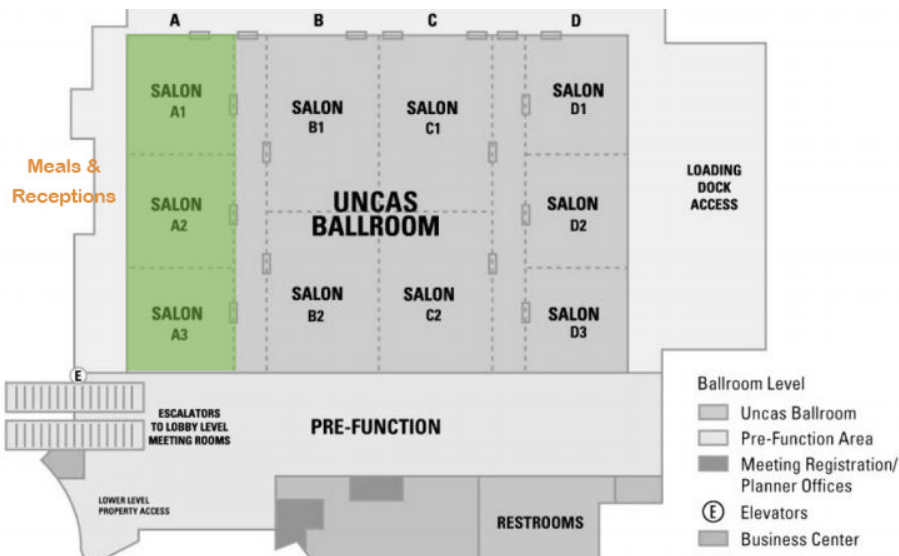 A
B
C
D
SALON
A1
SALON
B1
SALON
C1
SALON
D1
Meals &
Receptions
LOADING
DOCK
ACCESS
SALON
A2
UNCAS
BALLROOM
SALON
D2
SALON
A3
SALON
B2
SALON
C2
SALON
D3
E
ESCALATORS
TO LOBBY LEVEL
MEETING ROOMS
PRE-FUNCTION
LOWER LEVEL
PROPERTY ACCESS
RESTROOMS
Ballroom Level
Uncas Ballroom
Pre-Function Area
Meeting Registration/
Planner Offices
E Elevators
Business Center